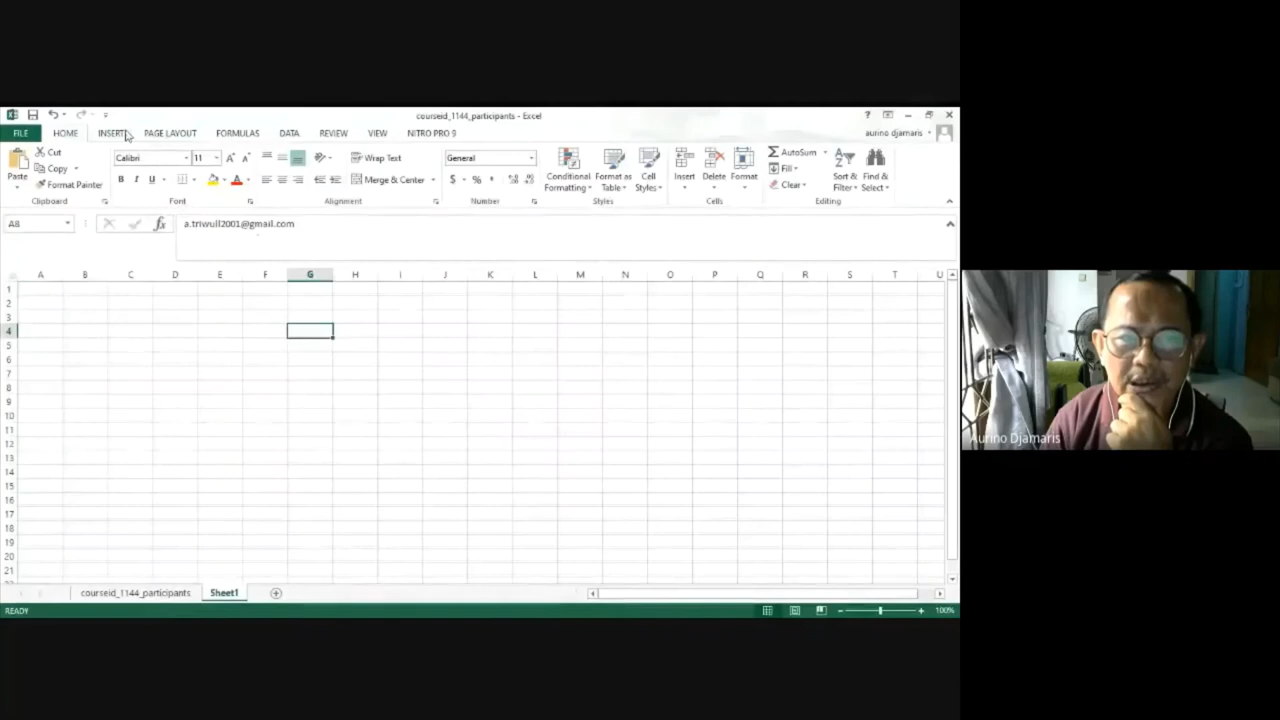 courseid_1144_participants - Excel
?
FILE HOME INSERT PAGE LAYOUT FORMULAS DATA REVIEW VIEW NITRO PRO 9
aurino djamaris
Paste
Cut
Copy
Format Painter
Clipboard
Calibri 11
B I U
Font
Wrap Text
Merge & Center
Alignment
General
$ %
Number
Conditional Formatting
Format as Table
Cell Styles
Styles
Insert
Delete
Format
Cells
AutoSum
Fill
Clear
Sort & Filter
Find & Select
Editing
A8
fx
a.triwull2001@gmail.com
A B C D E F G H I J K L M N O P Q R S T U
1
2
3
4
5
6
7
8
9
10
11
12
13
14
15
16
17
18
19
20
21
courseid_1144_participants Sheet1
READY
100%
Aurino Djamaris